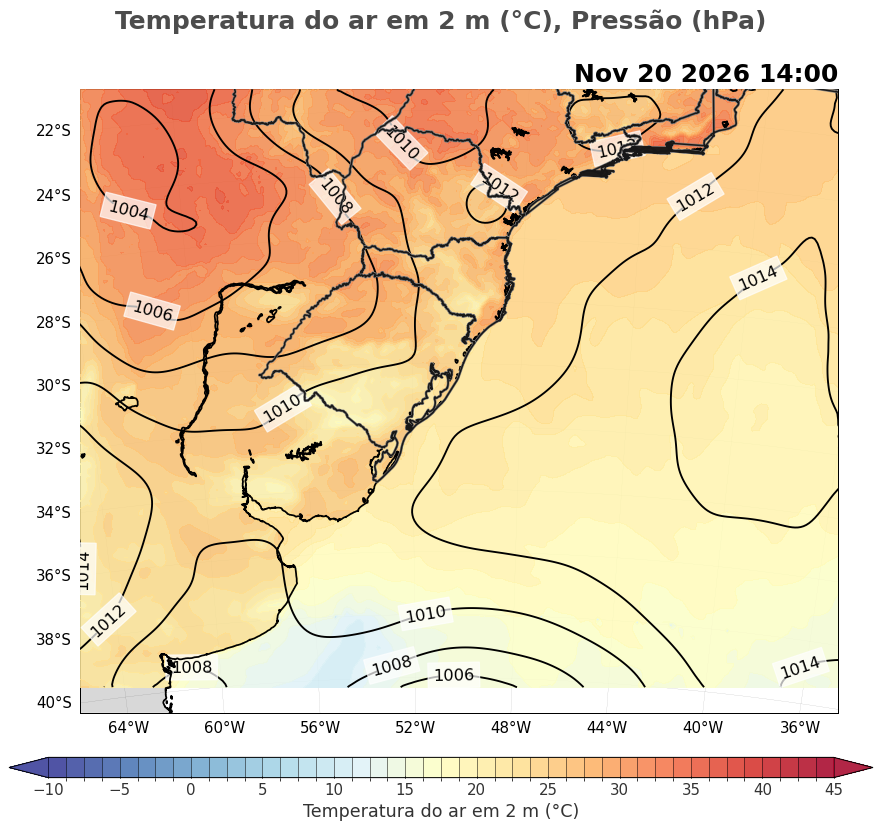 Temperatura do ar em 2 m (°C), Pressão (hPa)
Nov 20 2026 14:00
22°S
24°S
26°S
28°S
30°S
32°S
34°S
36°S
38°S
40°S
1010
1012
1012
1008
1012
1004
1014
1006
1010
1014
1012
1010
1008
1008
1006
1014
64°W
60°W
56°W
52°W
48°W
44°W
40°W
36°W
−10
−5
0
5
10
15
20
25
30
35
40
45
Temperatura do ar em 2 m (°C)